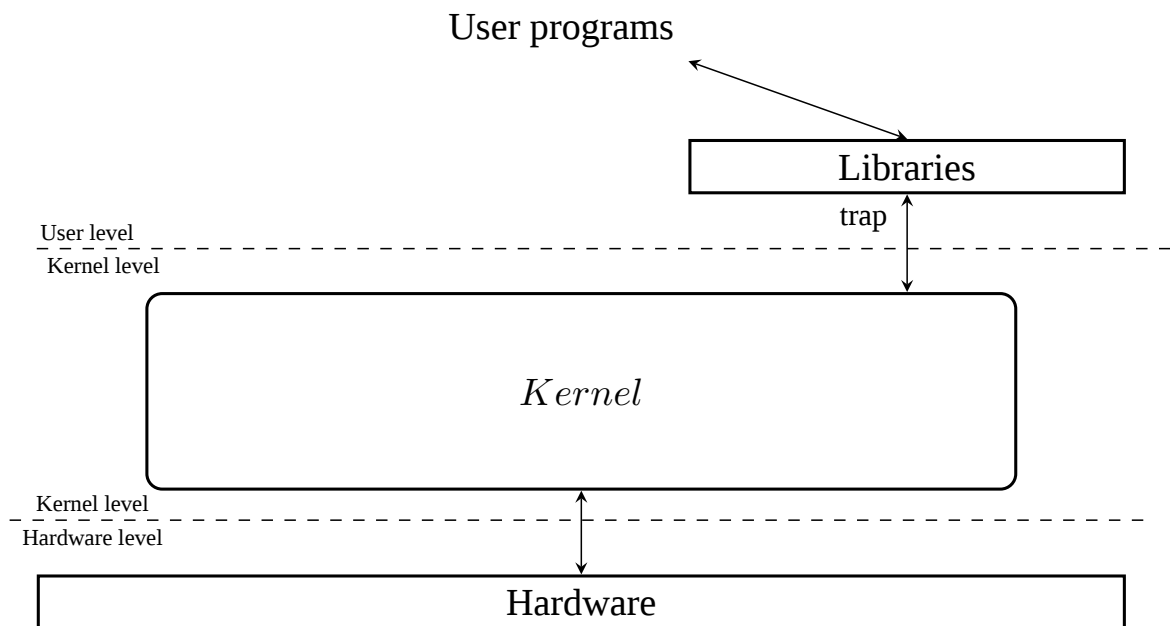 User programs
Libraries
trap
User level
Kernel level
Kernel
Kernel level
Hardware level
Hardware